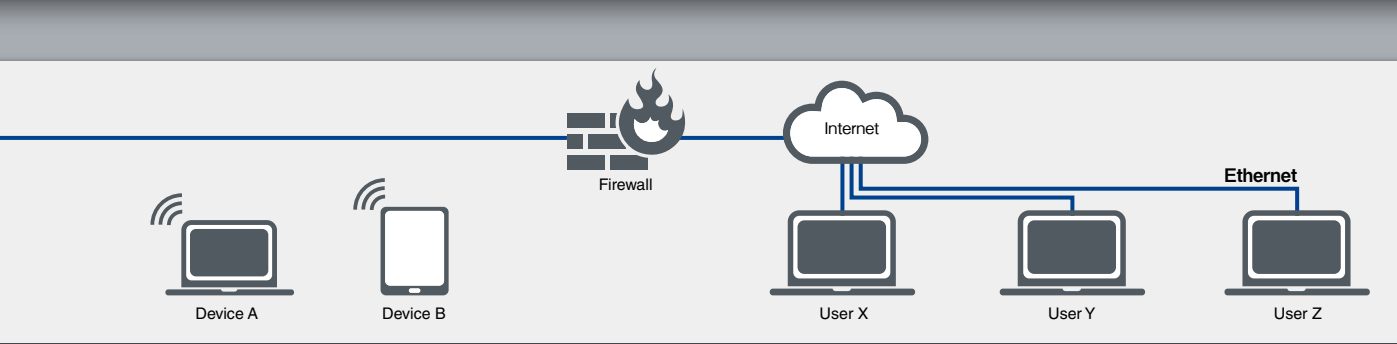 Internet
Ethernet
Firewall
Device A
Device B
User X
User Y
User Z